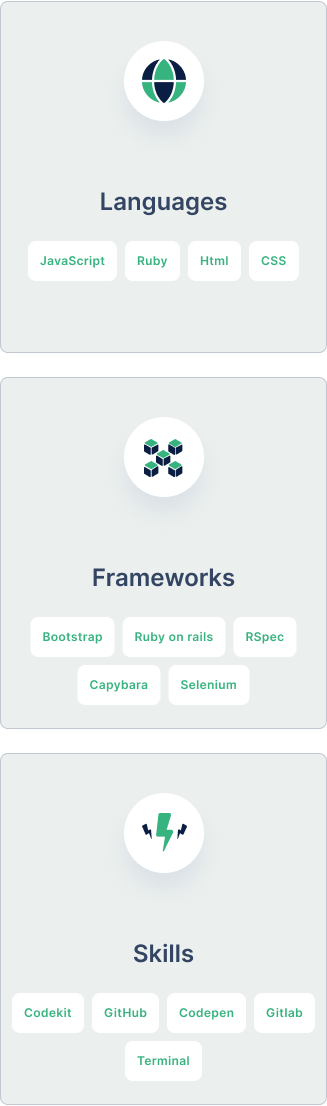 Languages
JavaScript Ruby Html CSS
Frameworks
Bootstrap Ruby on rails RSpec
Capybara Selenium
Skills
Codekit GitHub Codepen Gitlab
Terminal